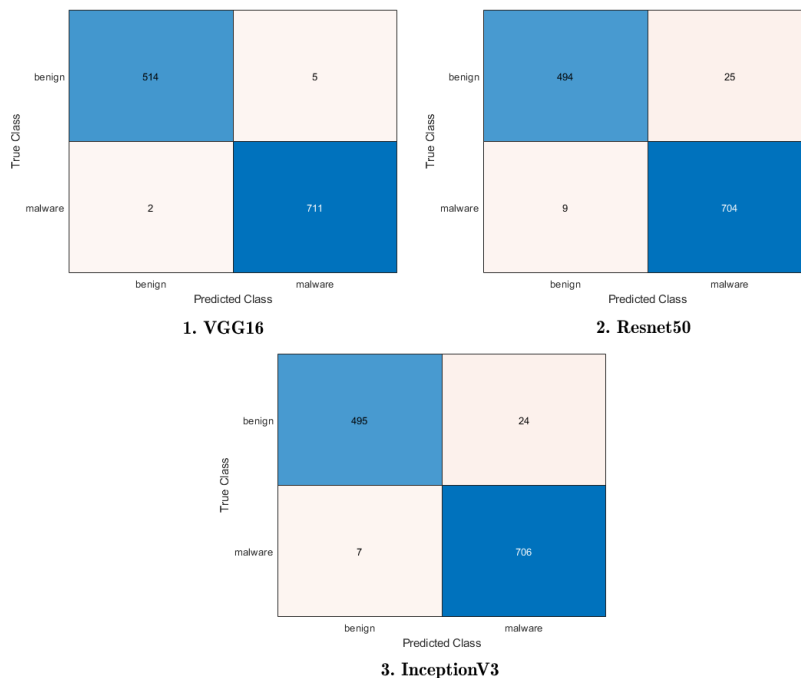 benign
514
5
True Class
malware
2
711
benign
malware
Predicted Class
1. VGG16
benign
494
25
True Class
malware
9
704
benign
malware
Predicted Class
2. Resnet50
benign
495
24
True Class
malware
7
706
benign
malware
Predicted Class
3. InceptionV3